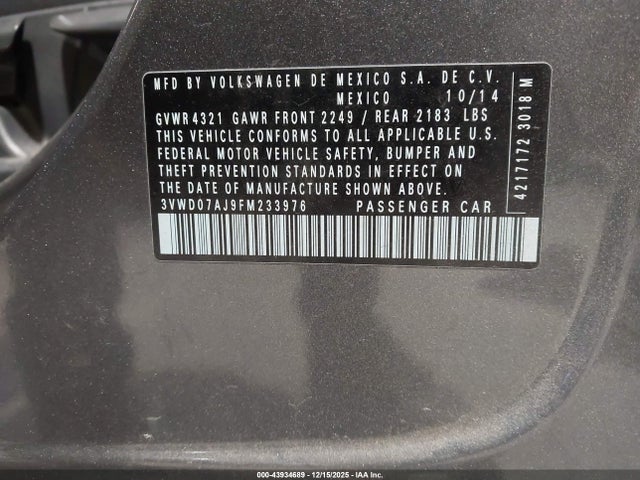 MFD BY VOLKSWAGEN DE MEXICO S.A. DE C.V.
MEXICO 10/14
GVWR 4321 GAWR FRONT 2249 / REAR 2183 LBS
THIS VEHICLE CONFORMS TO ALL APPLICABLE U.S.
FEDERAL MOTOR VEHICLE SAFETY, BUMPER AND
THEFT PREVENTION STANDARDS IN EFFECT ON
THE DATE OF MANUFACTURE SHOWN ABOVE.
3VWD07AJ9FM233976 PASSENGER CAR
4217172 3018 M
000-43934689 - 12/15/2025 - IAA Inc.